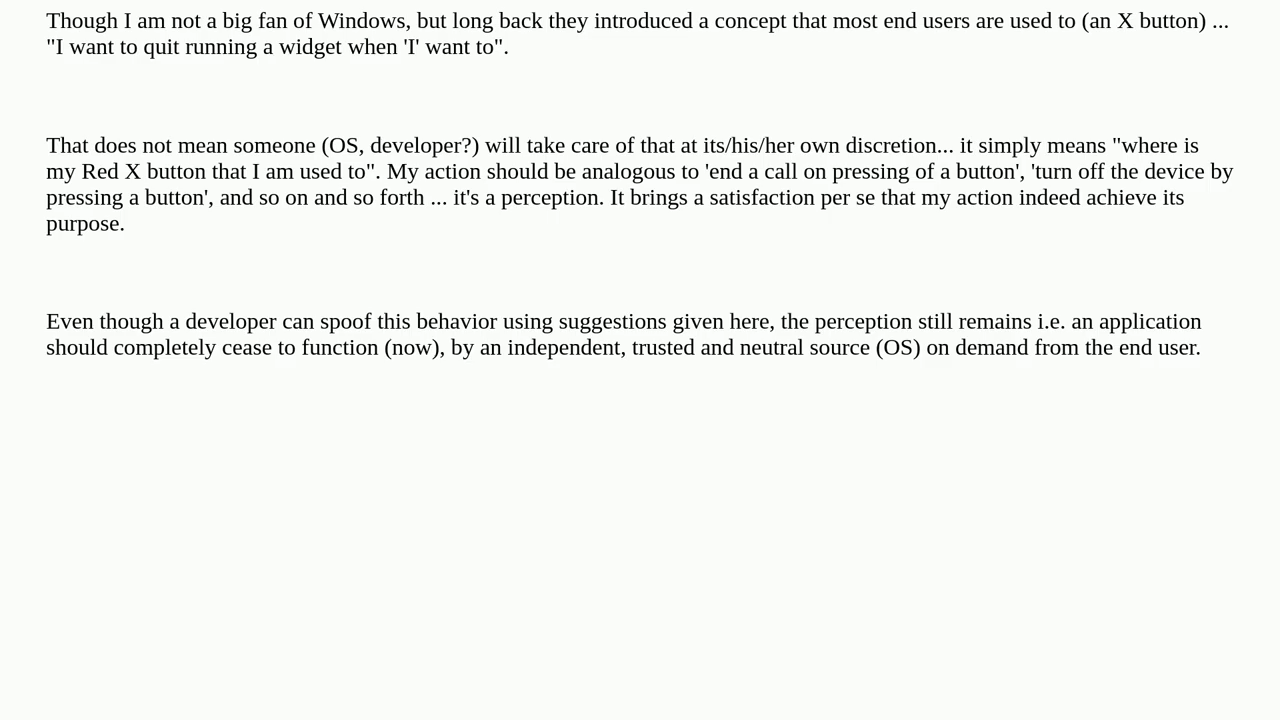 Though I am not a big fan of Windows, but long back they introduced a concept that most end users are used to (an X button) ...
"I want to quit running a widget when 'I' want to".
That does not mean someone (OS, developer?) will take care of that at its/his/her own discretion... it simply means "where is
my Red X button that I am used to". My action should be analogous to 'end a call on pressing of a button', 'turn off the device by
pressing a button', and so on and so forth ... it's a perception. It brings a satisfaction per se that my action indeed achieve its
purpose.
Even though a developer can spoof this behavior using suggestions given here, the perception still remains i.e. an application
should completely cease to function (now), by an independent, trusted and neutral source (OS) on demand from the end user.